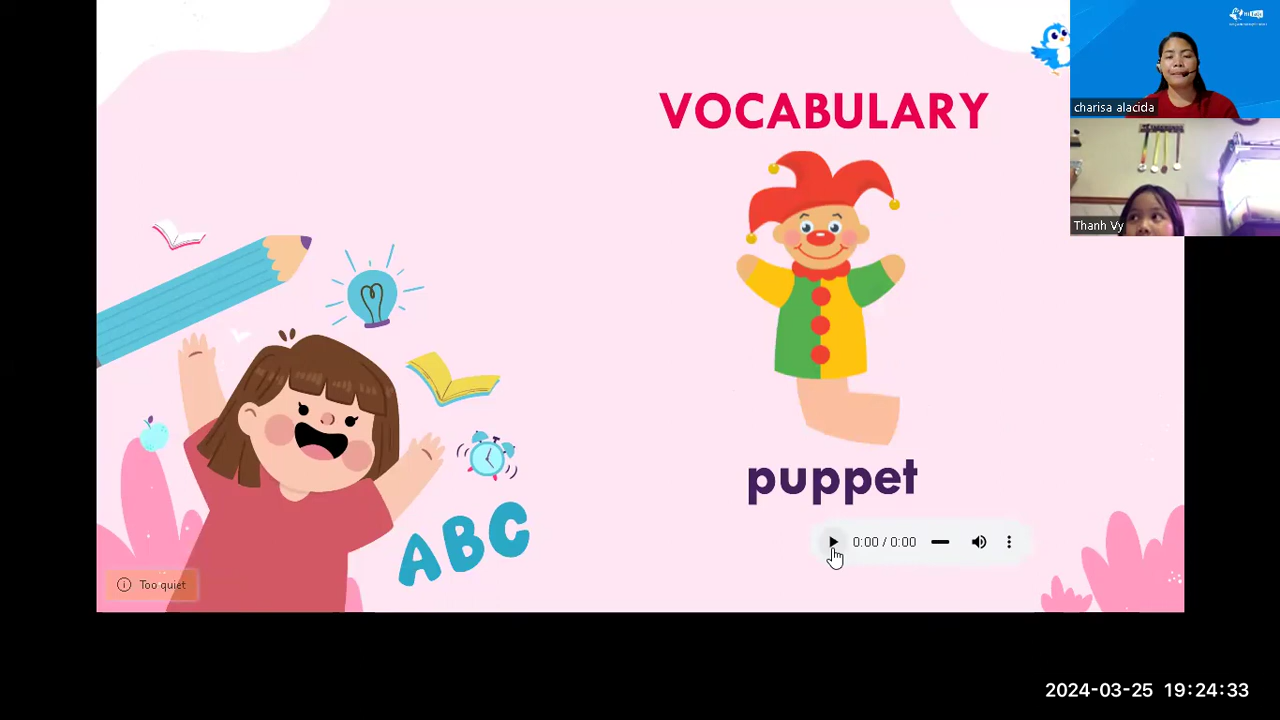 VOCABULARY
charisa alacida
Thanh Vy
puppet
0:00 / 0:00
ABC
Too quiet
2024-03-25 19:24:33